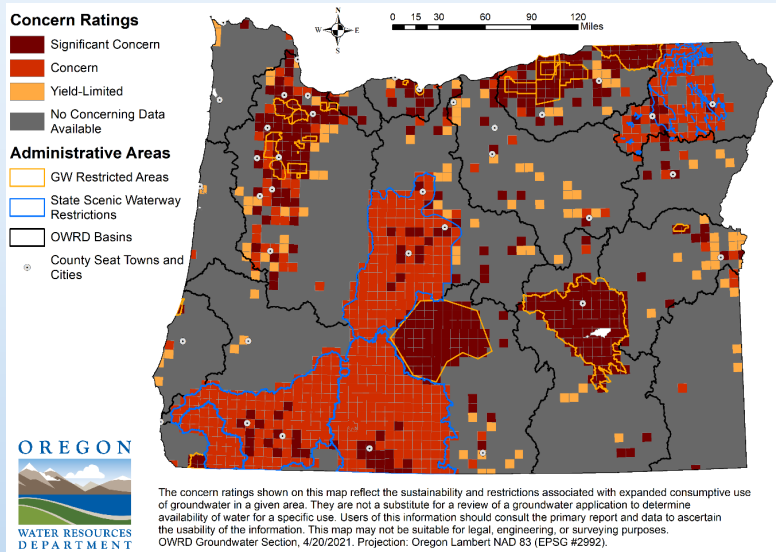 Concern Ratings
Significant Concern
Concern
Yield-Limited
No Concerning Data
Available
Administrative Areas
GW Restricted Areas
State Scenic Waterway
Restrictions
OWRD Basins
County Seat Towns and
Cities
N
W
E
S
0 15 30 60 90 120
Miles
OREGON
WATER RESOURCES
DEPARTMENT
The concern ratings shown on this map reflect the sustainability and restrictions associated with expanded consumptive use
of groundwater in a given area. They are not a substitute for a review of a groundwater application to determine
availability of water for a specific use. Users of this information should consult the primary report and data to ascertain
the usability of the information. This map may not be suitable for legal, engineering, or surveying purposes.
OWRD Groundwater Section, 4/20/2021. Projection: Oregon Lambert NAD 83 (EPSG #2992).